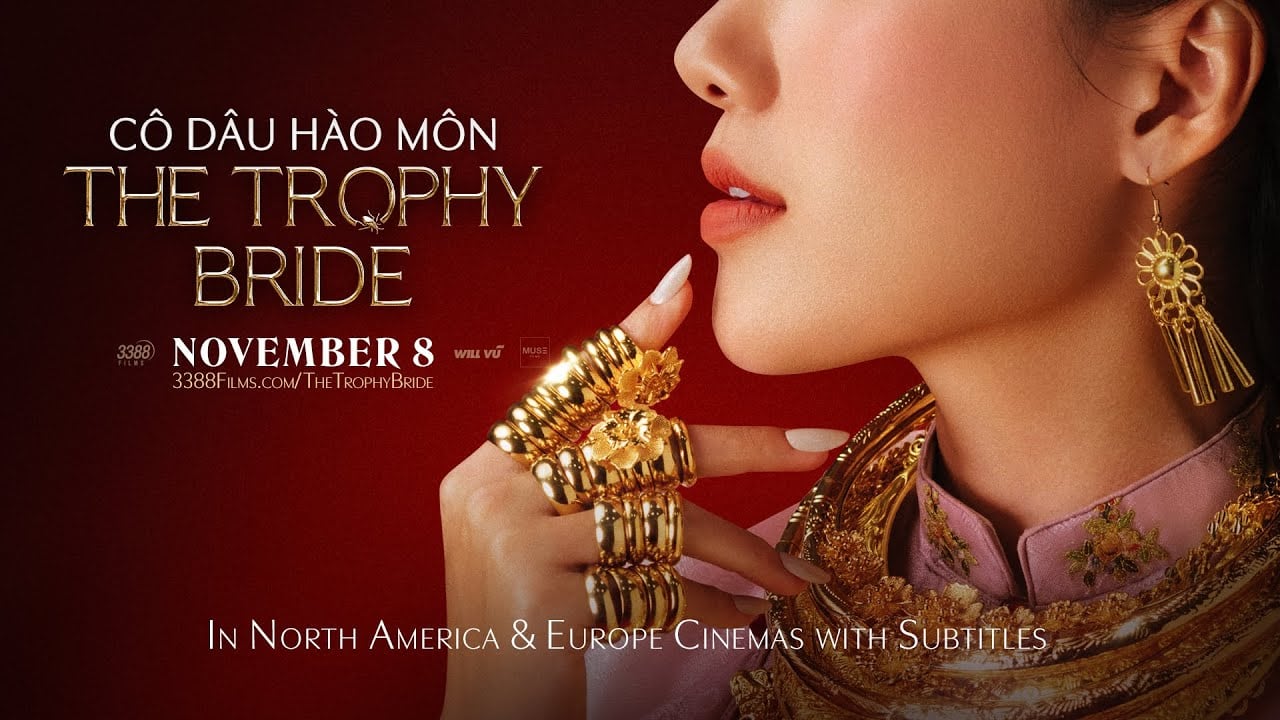 CÔ DÂU HÀO MÔN
THE TROPHY
BRIDE
3388
FILMS
NOVEMBER 8
WILL VŨ
MUSE
3388FILMS.COM/THETROPHYBRIDE
IN NORTH AMERICA & EUROPE CINEMAS WITH SUBTITLES